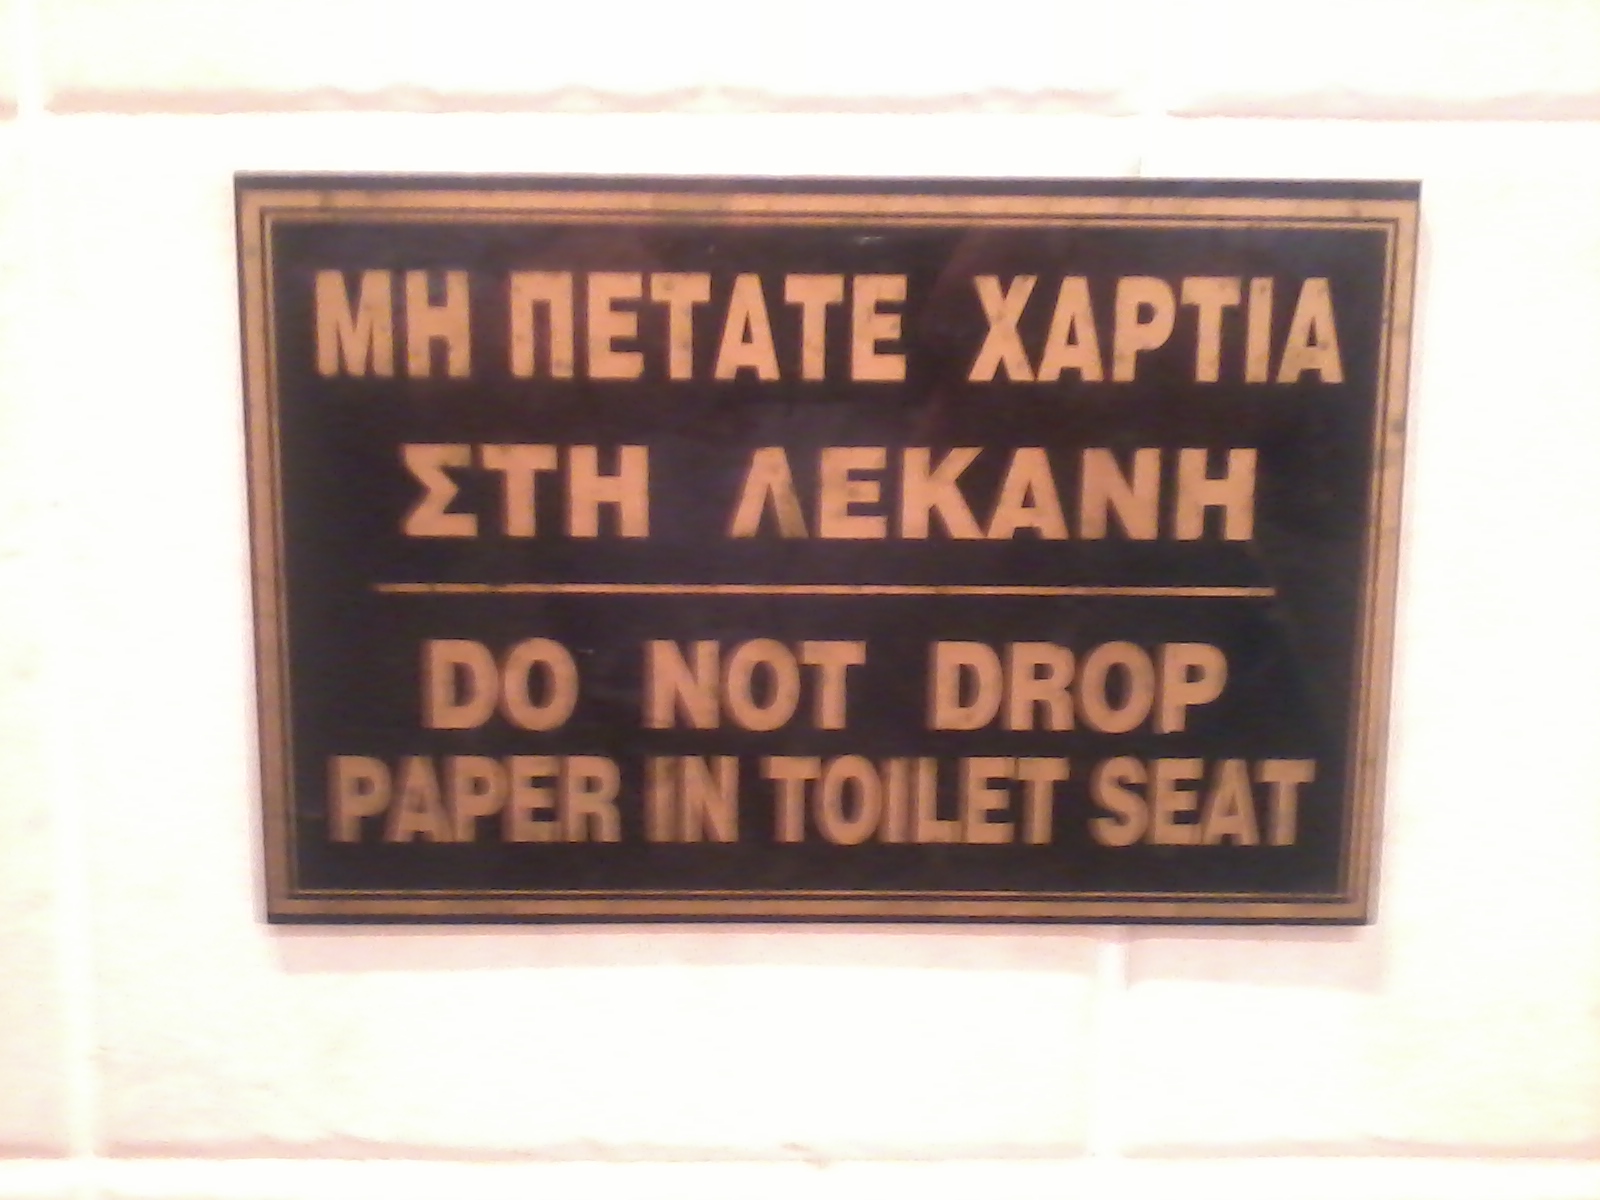 ΜΗ ΠΕΤΑΤΕ ΧΑΡΤΙΑ
ΣΤΗ ΛΕΚΑΝΗ
DO NOT DROP
PAPER IN TOILET SEAT